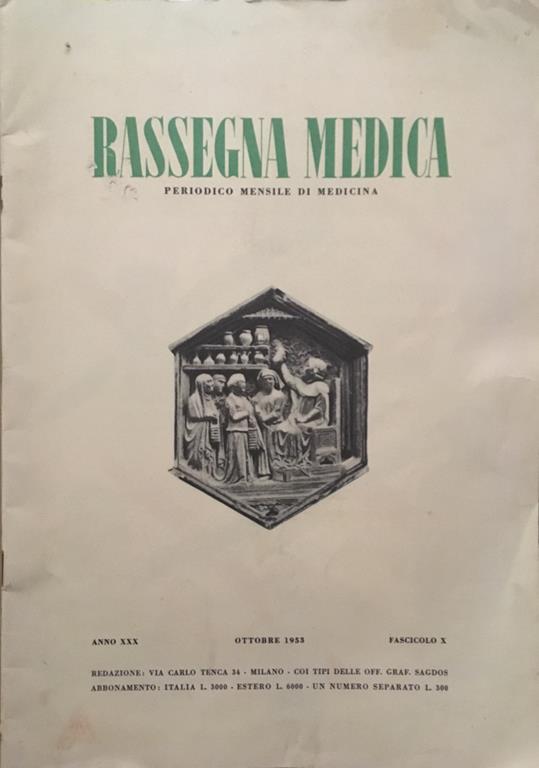 RASSEGNA MEDICA
PERIODICO MENSILE DI MEDICINA
ANNO XXX OTTOBRE 1953 FASCICOLO X
REDAZIONE: VIA CARLO TENCA 34 - MILANO - COI TIPI DELLE OFF. GRAF. SAGDOS
ABBONAMENTO: ITALIA L. 3000 - ESTERO L. 6000 - UN NUMERO SEPARATO L. 300